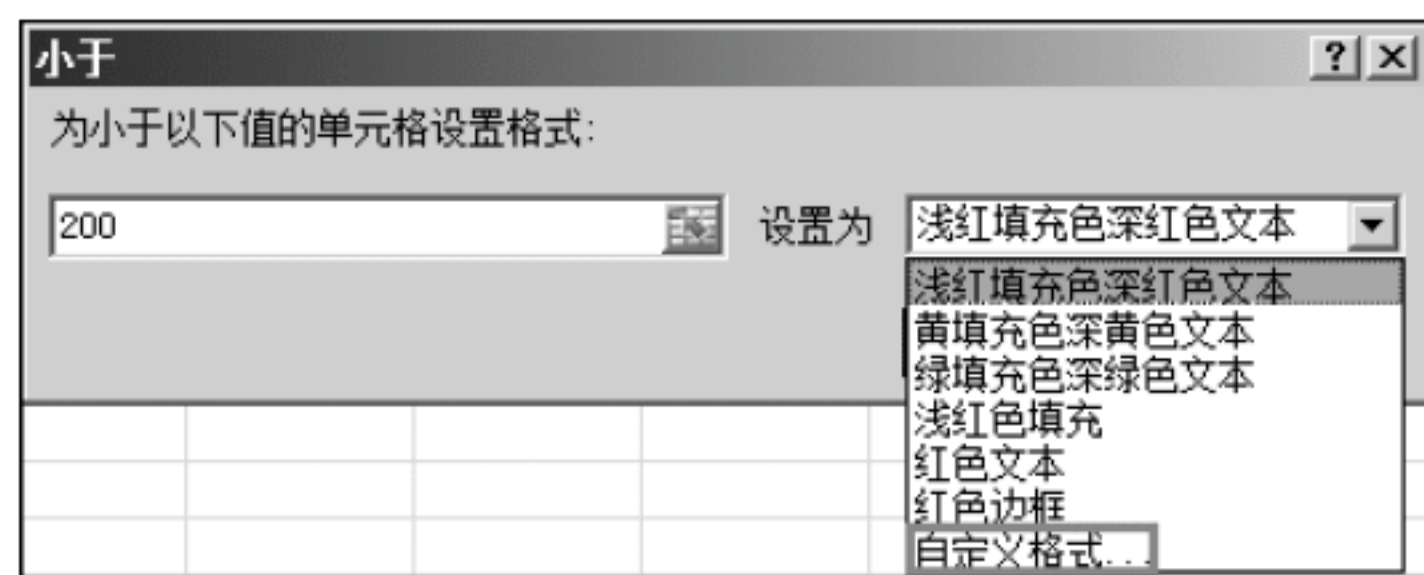 小于
为小于以下值的单元格设置格式:
200 设置为 浅红填充色深红色文本
浅红填充色深红色文本
黄填充色深黄色文本
绿填充色深绿色文本
浅红色填充
红色文本
红色边框
自定义格式...